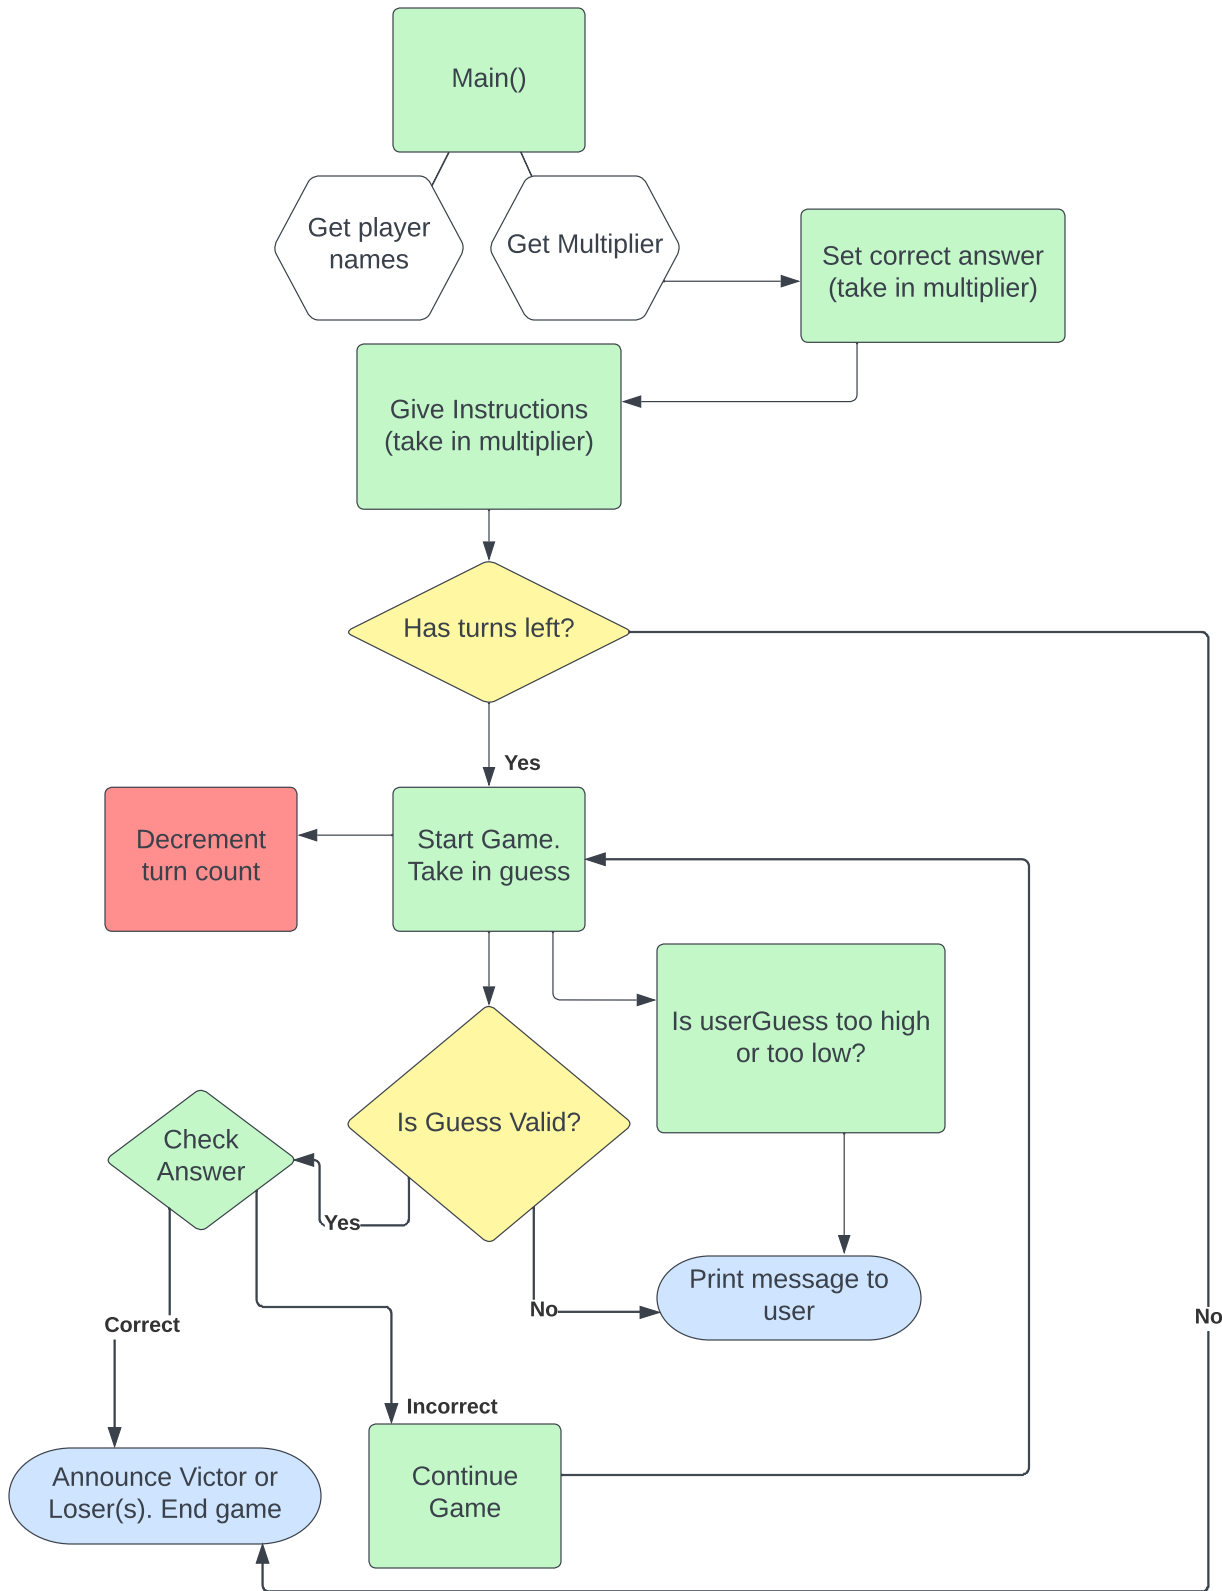 Main()
Get player
names
Get Multiplier
Set correct answer
(take in multiplier)
Give Instructions
(take in multiplier)
Has turns left?
Yes
Decrement
turn count
Start Game.
Take in guess
Is userGuess too high
or too low?
Is Guess Valid?
Check
Answer
Yes
Print message to
user
No
No
Correct
Incorrect
Announce Victor or
Loser(s). End game
Continue
Game